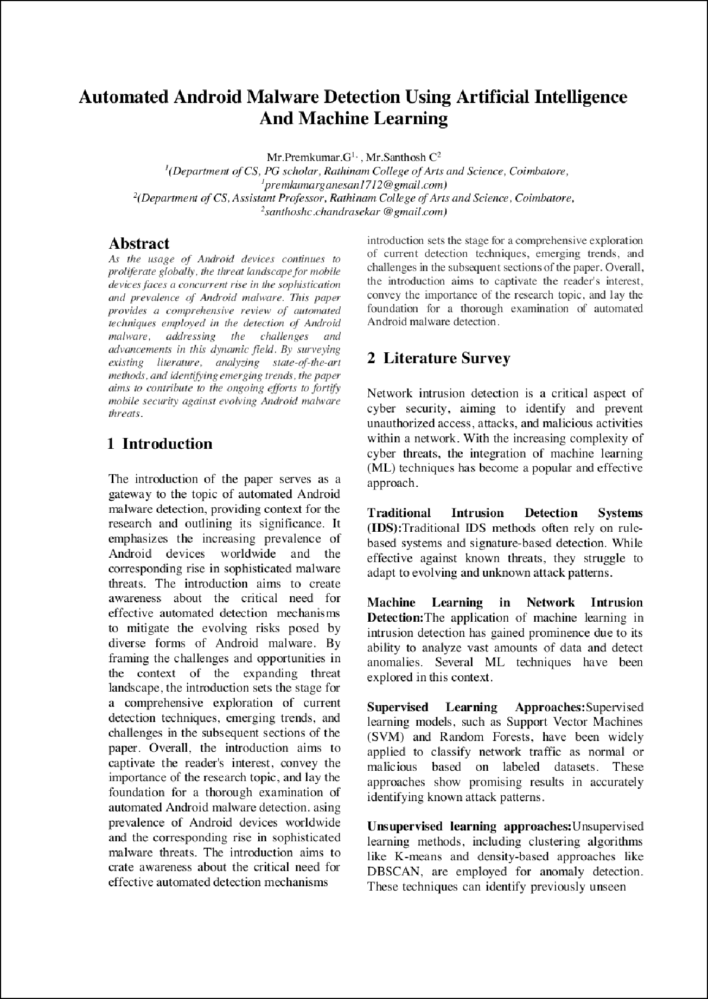 Automated Android Malware Detection Using Artificial Intelligence
And Machine Learning
Mr.Premkumar.G1. , Mr.Santhosh C2
1(Department of CS, PG scholar, Rathinam College of Arts and Science, Coimbatore,
1premkumarganesan1712@gmail.com)
2(Department of CS, Assistant Professor, Rathinam College of Arts and Science, Coimbatore,
2santhoshc.chandrasekar @gmail.com)
Abstract
As the usage of Android devices continues to
proliferate globally, the threat landscape for mobile
devices faces a concurrent rise in the sophistication
and prevalence of Android malware. This paper
provides a comprehensive review of automated
techniques employed in the detection of Android
malware, addressing the challenges and
advancements in this dynamic field. By surveying
existing literature, analyzing state-of-the-art
methods, and identifying emerging trends, the paper
aims to contribute to the ongoing efforts to fortify
mobile security against evolving Android malware
threats.
1 Introduction
The introduction of the paper serves as a
gateway to the topic of automated Android
malware detection, providing context for the
research and outlining its significance. It
emphasizes the increasing prevalence of
Android devices worldwide and the
corresponding rise in sophisticated malware
threats. The introduction aims to create
awareness about the critical need for
effective automated detection mechanisms
to mitigate the evolving risks posed by
diverse forms of Android malware. By
framing the challenges and opportunities in
the context of the expanding threat
landscape, the introduction sets the stage for
a comprehensive exploration of current
detection techniques, emerging trends, and
challenges in the subsequent sections of the
paper. Overall, the introduction aims to
captivate the reader's interest, convey the
importance of the research topic, and lay the
foundation for a thorough examination of
automated Android malware detection. asing
prevalence of Android devices worldwide
and the corresponding rise in sophisticated
malware threats. The introduction aims to
crate awareness about the critical need for
effective automated detection mechanisms
introduction sets the stage for a comprehensive exploration
of current detection techniques, emerging trends, and
challenges in the subsequent sections of the paper. Overall,
the introduction aims to captivate the reader's interest,
convey the importance of the research topic, and lay the
foundation for a thorough examination of automated
Android malware detection.
2 Literature Survey
Network intrusion detection is a critical aspect of
cyber security, aiming to identify and prevent
unauthorized access, attacks, and malicious activities
within a network. With the increasing complexity of
cyber threats, the integration of machine learning
(ML) techniques has become a popular and effective
approach.
Traditional Intrusion Detection Systems
(IDS):Traditional IDS methods often rely on rule-
based systems and signature-based detection. While
effective against known threats, they struggle to
adapt to evolving and unknown attack patterns.
Machine Learning in Network Intrusion
Detection:The application of machine learning in
intrusion detection has gained prominence due to its
ability to analyze vast amounts of data and detect
anomalies. Several ML techniques have been
explored in this context.
Supervised Learning Approaches:Supervised
learning models, such as Support Vector Machines
(SVM) and Random Forests, have been widely
applied to classify network traffic as normal or
malicious based on labeled datasets. These
approaches show promising results in accurately
identifying known attack patterns.
Unsupervised learning approaches:Unsupervised
learning methods, including clustering algorithms
like K-means and density-based approaches like
DBSCAN, are employed for anomaly detection.
These techniques can identify previously unseen